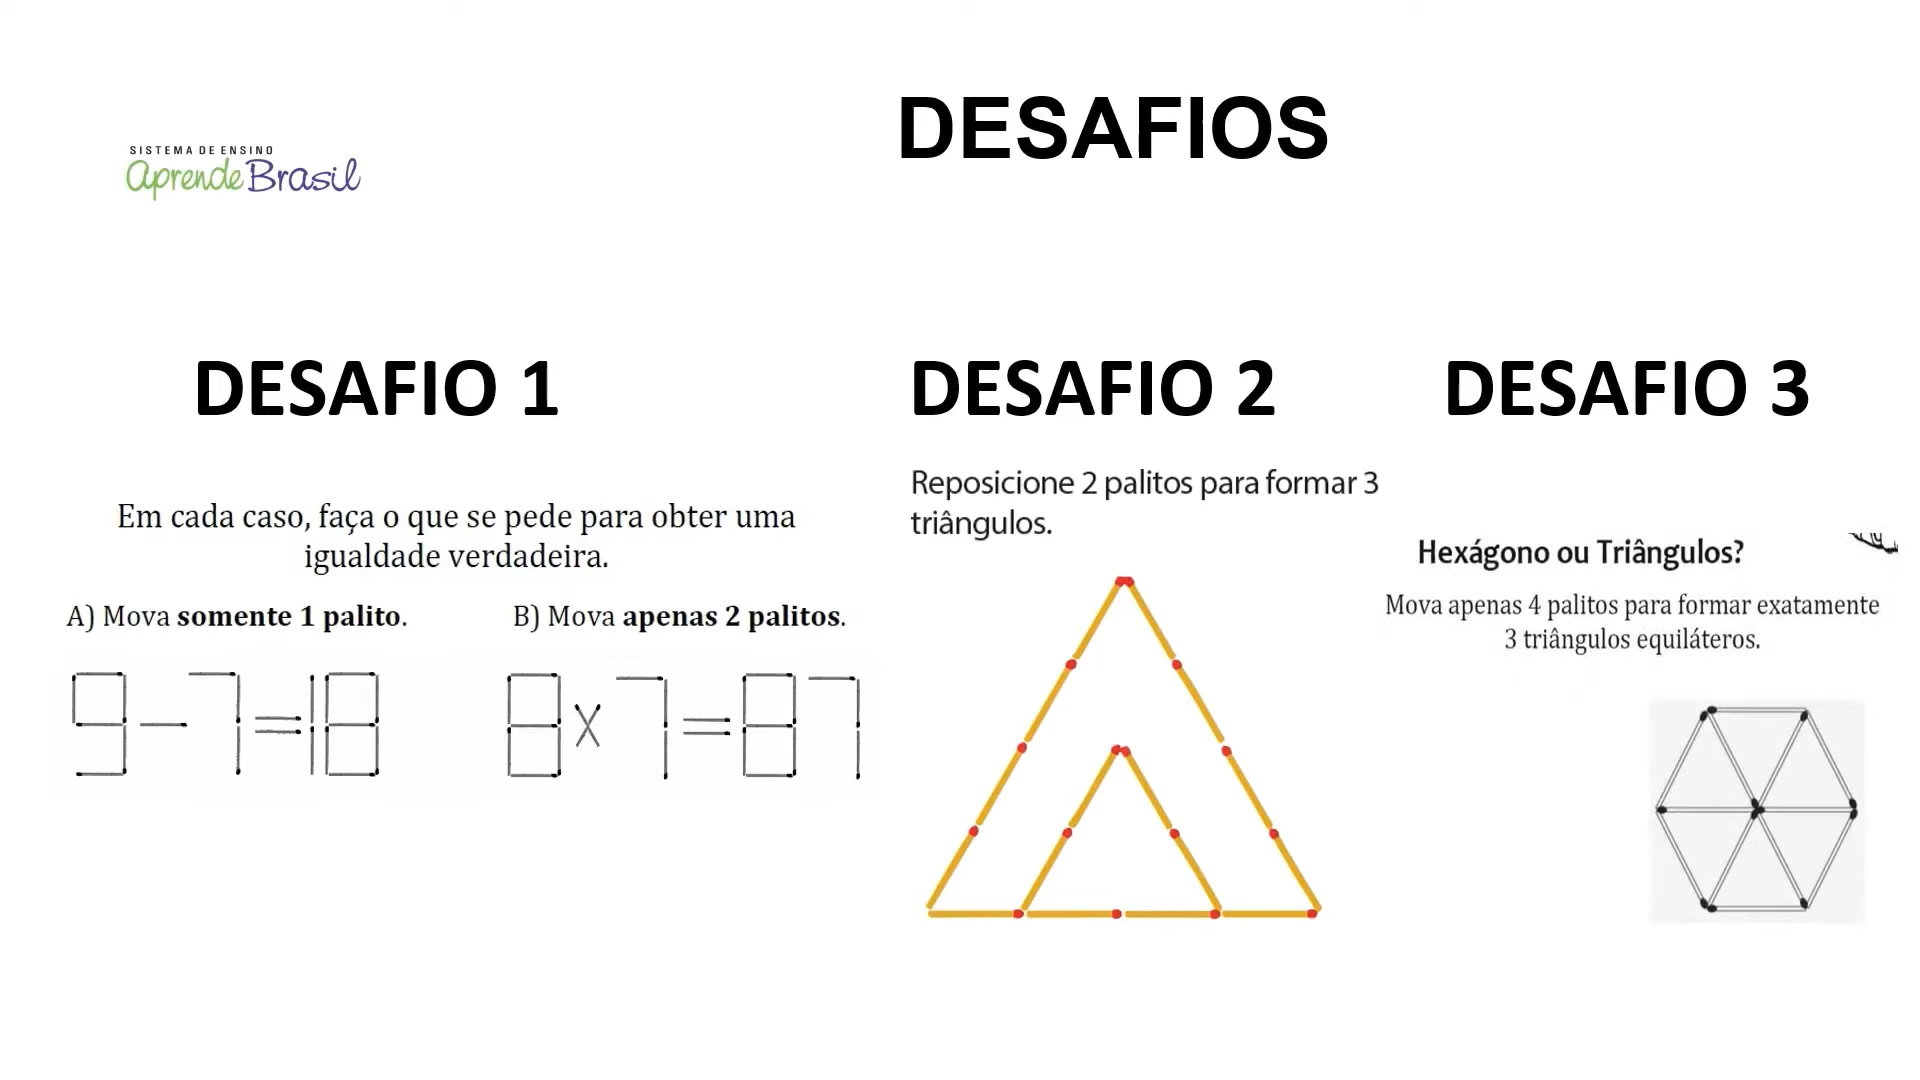 DESAFIOS
SISTEMA DE ENSINO
aprende Brasil
DESAFIO 1
Em cada caso, faça o que se pede para obter uma
igualdade verdadeira.
A) Mova somente 1 palito.
B) Mova apenas 2 palitos.
9-7=18
8x7=87
DESAFIO 2
Reposicione 2 palitos para formar 3
triângulos.
DESAFIO 3
Hexágono ou Triângulos?
Mova apenas 4 palitos para formar exatamente
3 triângulos equiláteros.